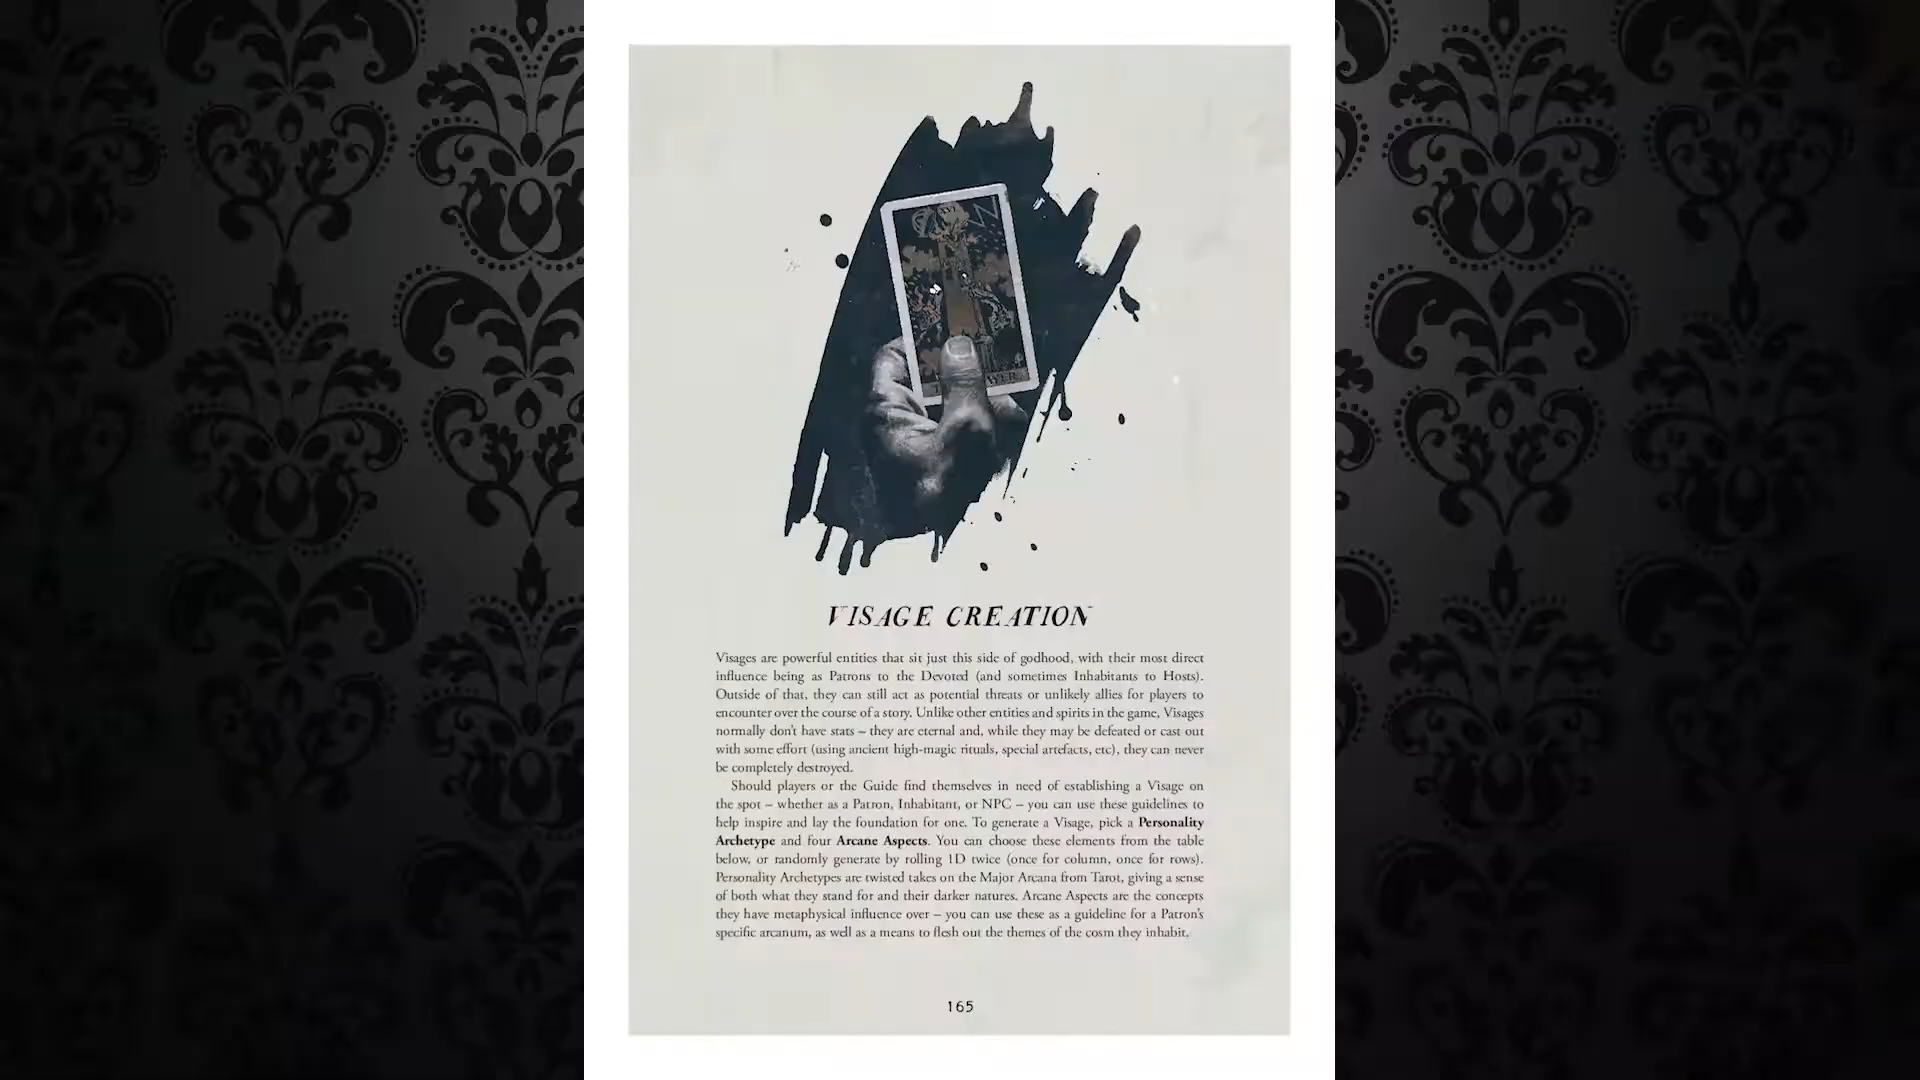 XVI
VISAGE CREATION
Visages are powerful entities that sit just this side of godhood, with their most direct
influence being as Patrons to the Devoted (and sometimes Inhabitants to Hosts).
Outside of that, they can still act as potential threats or unlikely allies for players to
encounter over the course of a story. Unlike other entities and spirits in the game, Visages
normally don't have stats – they are eternal and, while they may be defeated or cast out
with some effort (using ancient high-magic rituals, special artefacts, etc), they can never
be completely destroyed.
Should players or the Guide find themselves in need of establishing a Visage on
the spot – whether as a Patron, Inhabitant, or NPC – you can use these guidelines to
help inspire and lay the foundation for one. To generate a Visage, pick a Personality
Archetype and four Arcane Aspects. You can choose these elements from the table
below, or randomly generate by rolling 1D twice (once for column, once for rows).
Personality Archetypes are twisted takes on the Major Arcana from Tarot, giving a sense
of both what they stand for and their darker natures. Arcane Aspects are the concepts
they have metaphysical influence over – you can use these as a guideline for a Patron's
specific arcanum, as well as a means to flesh out the themes of the cosm they inhabit.
165